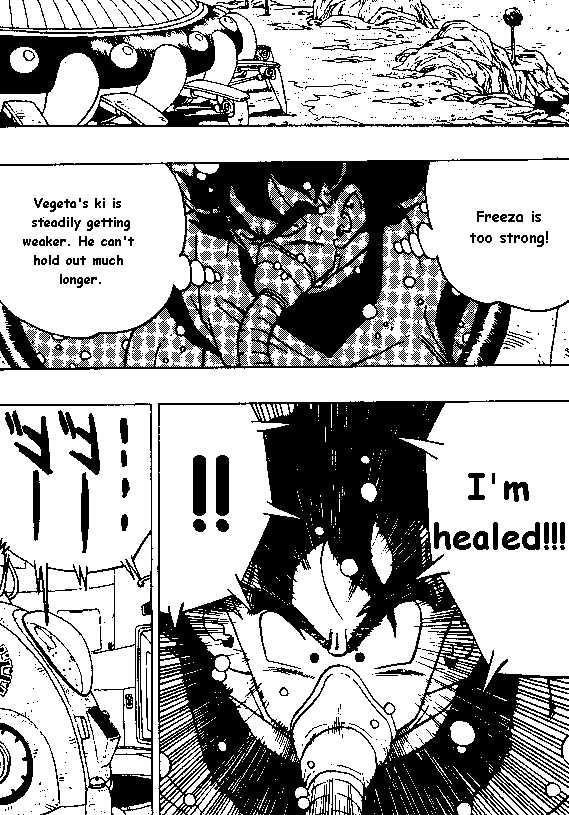 Freeza is
too strong!
Vegeta's ki is
steadily getting
weaker. He can't
hold out much
longer.
I'm
healed!!!
!!